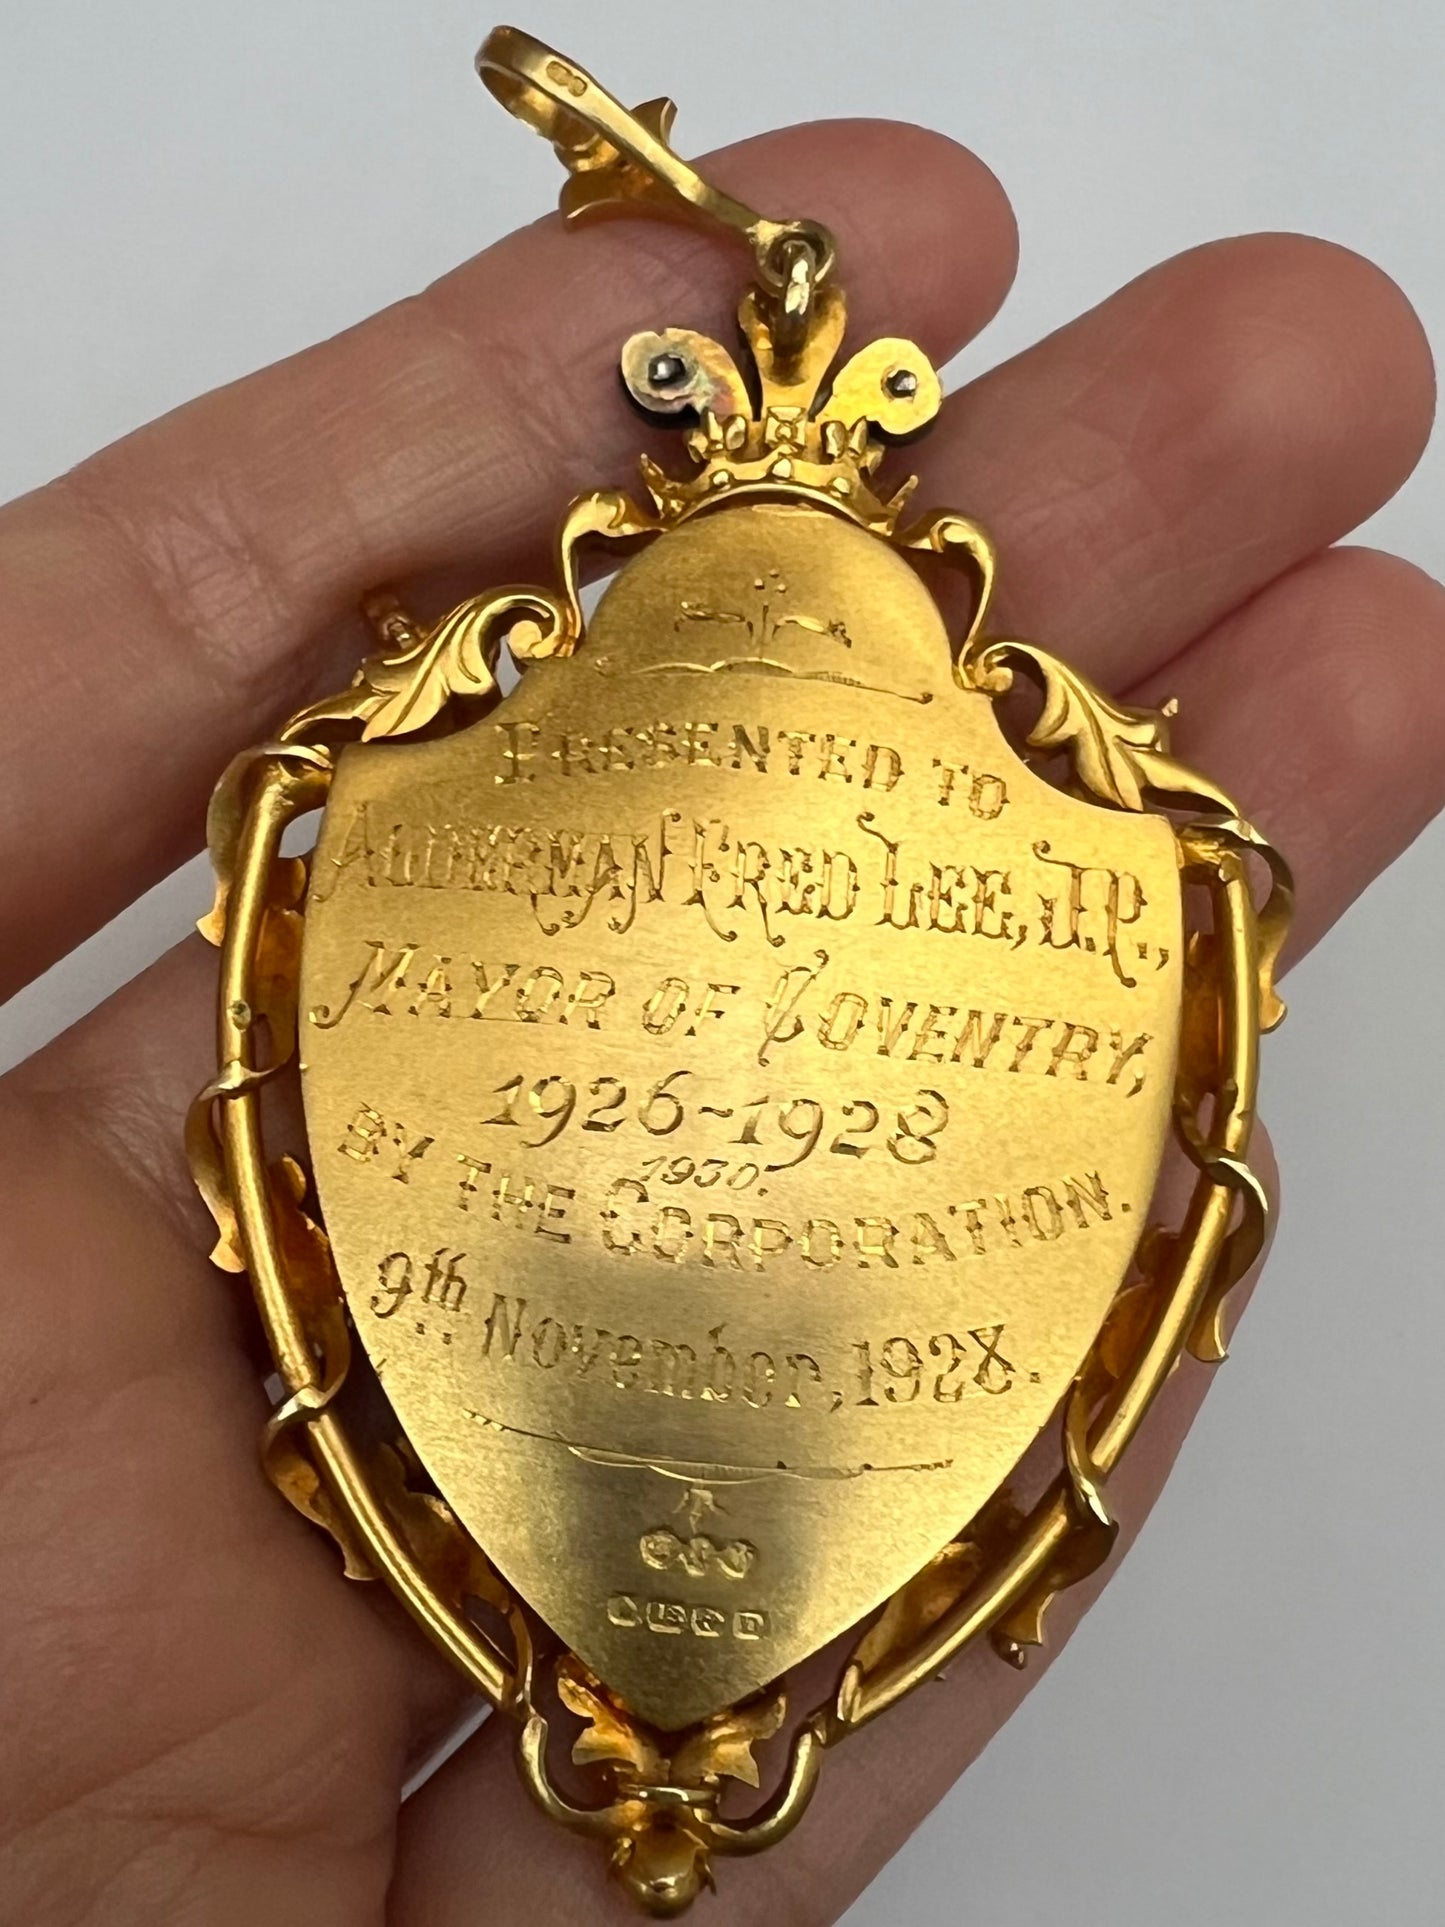 PRESENTED TO
ALDERMAN FRED LEE, J.P.,
MAYOR OF COVENTRY,
1926-1928
1930.
BY THE CORPORATION.
9th November, 1928.